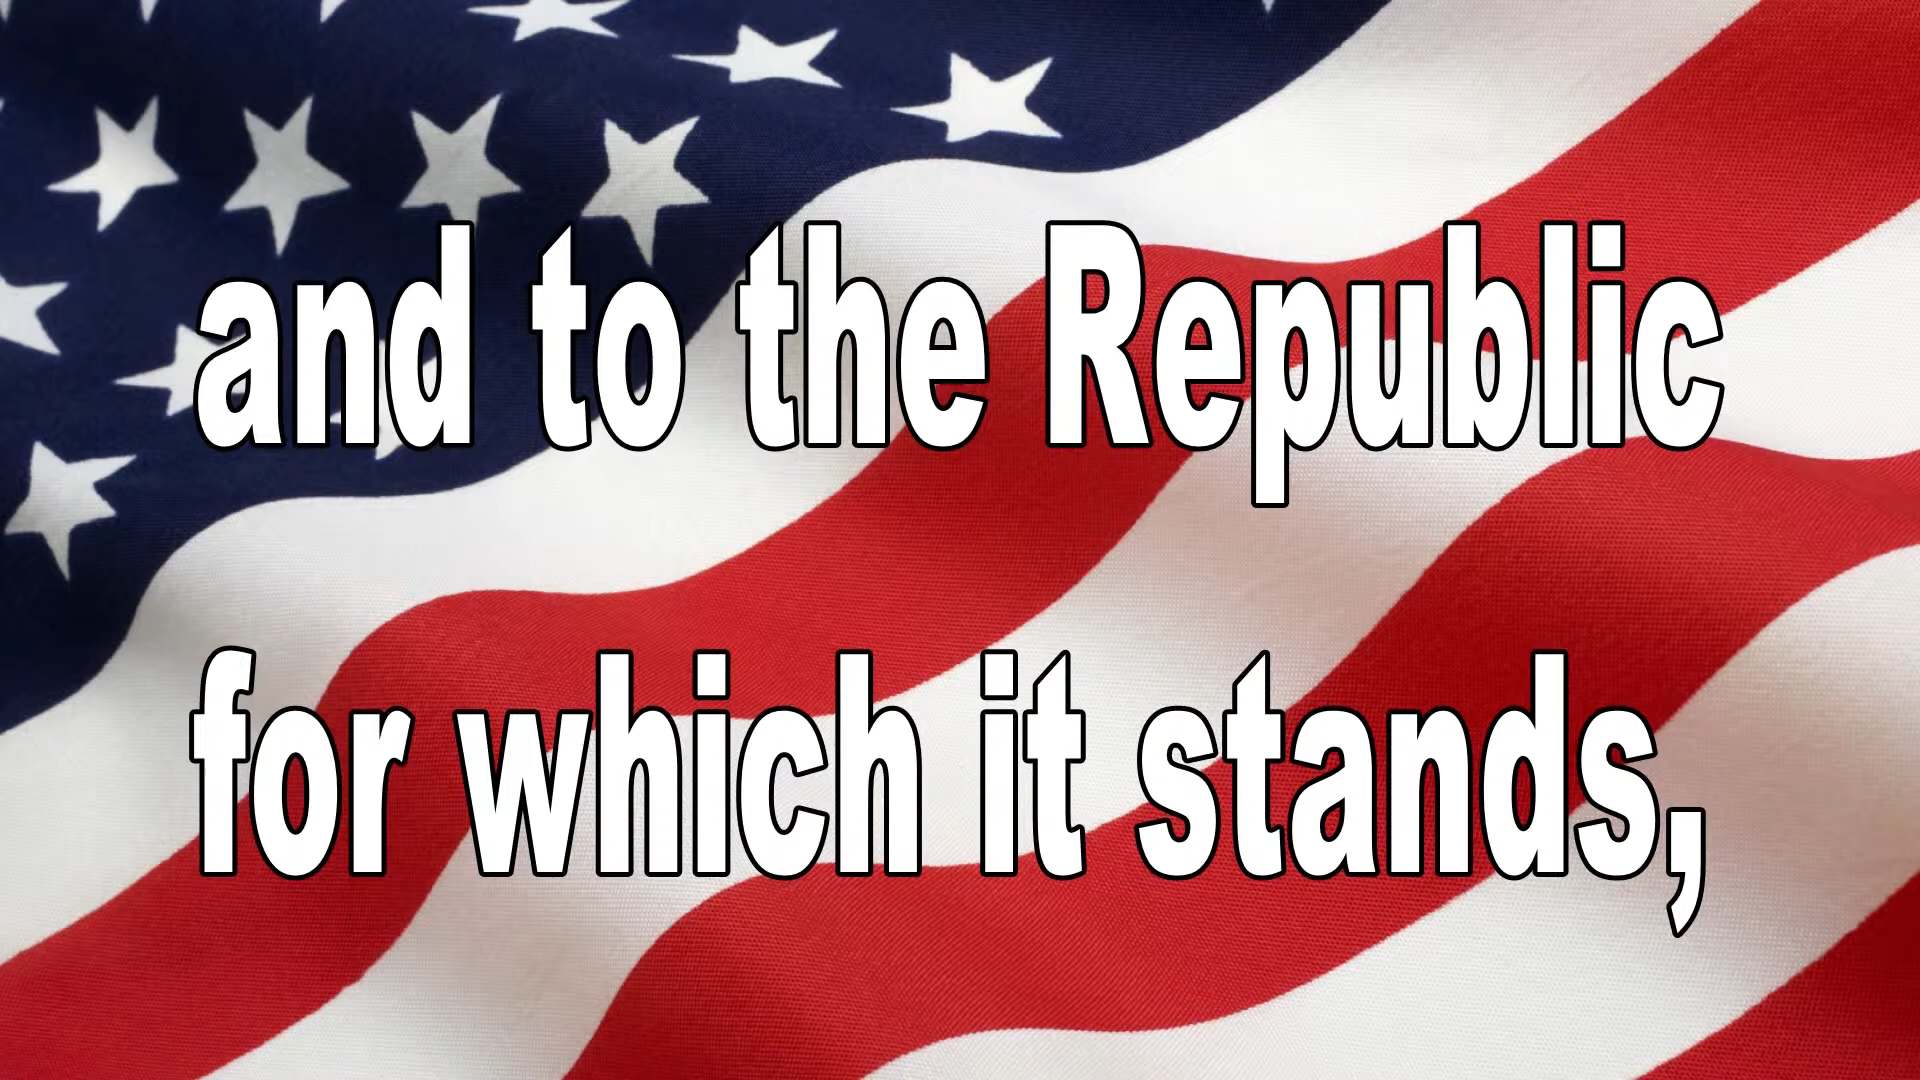 and to the Republic
for which it stands,